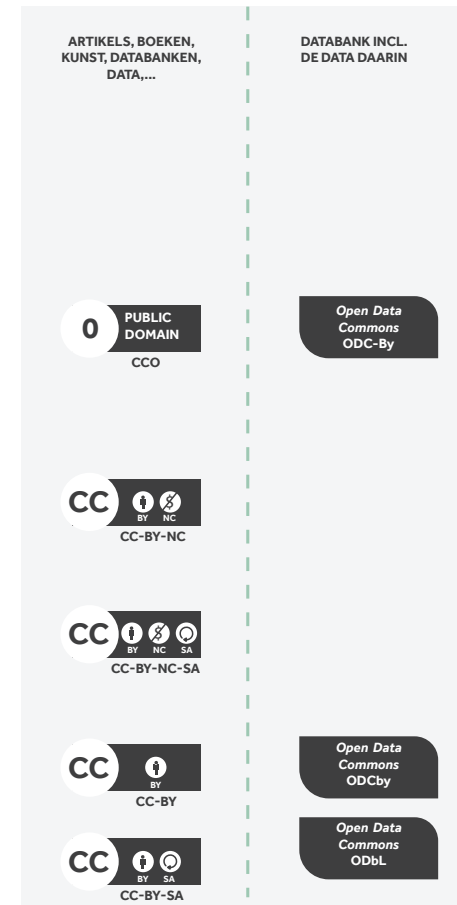 ARTIKELS, BOEKEN,
KUNST, DATABANKEN,
DATA,...
DATABANK INCL.
DE DATA DAARIN
0
PUBLIC
DOMAIN
CCO
Open Data
Commons
ODC-By
CC
BY NC
CC-BY-NC
CC
BY NC SA
CC-BY-NC-SA
CC
BY
CC-BY
Open Data
Commons
ODCby
CC
BY SA
CC-BY-SA
Open Data
Commons
ODbL